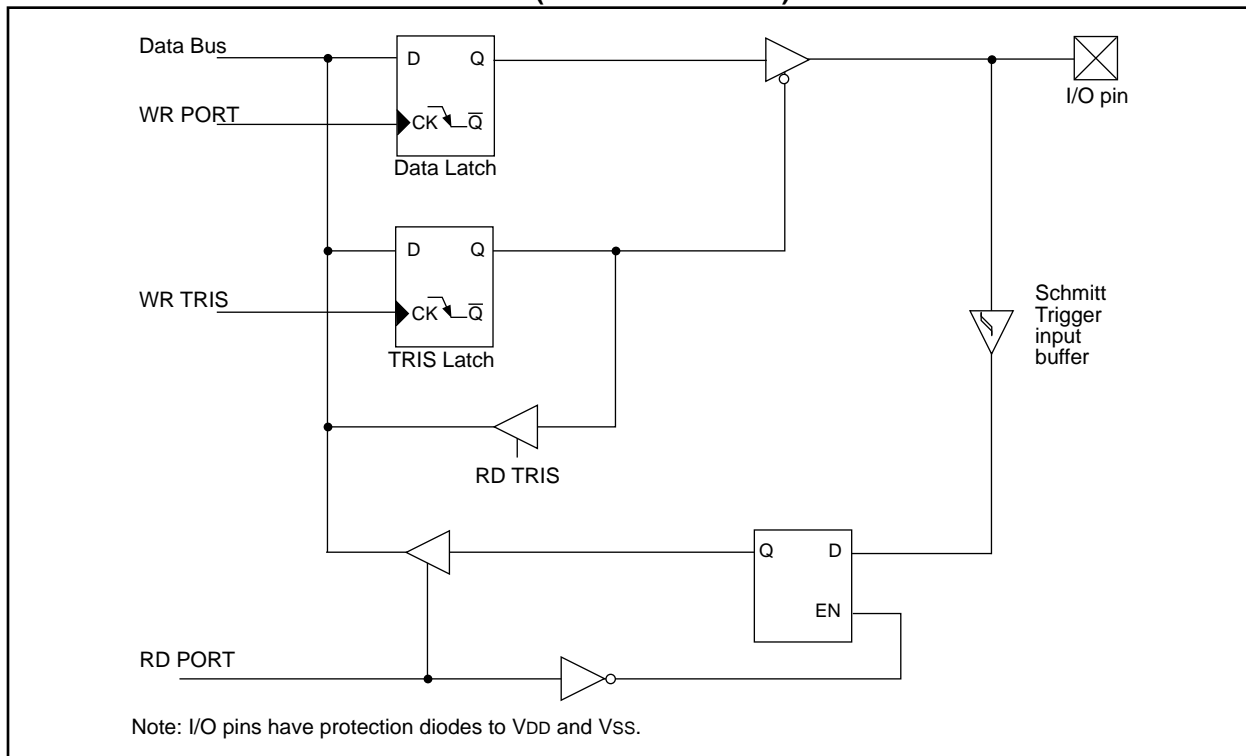 Data Bus
D Q
I/O pin
WR PORT
CK Q̅
Data Latch
D Q
WR TRIS
CK Q̅
TRIS Latch
Schmitt
Trigger
input
buffer
RD TRIS
Q D
EN
RD PORT
Note: I/O pins have protection diodes to VDD and VSS.